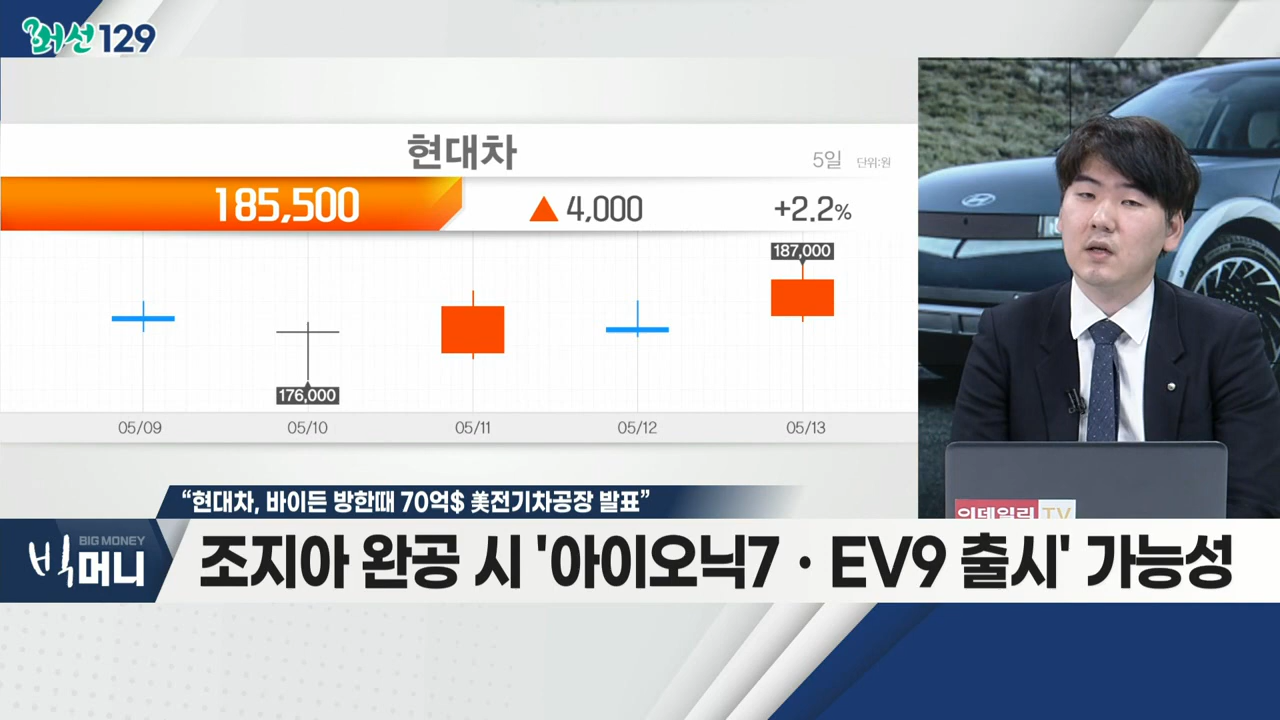 머선129
현대차
5일 단위:원
185,500 ▲ 4,000 +2.2%
187,000
176,000
05/09 05/10 05/11 05/12 05/13
“현대차, 바이든 방한때 70억$ 美전기차공장 발표”
BIG MONEY
빅머니
조지아 완공 시 '아이오닉7 · EV9 출시' 가능성
이데일리 TV